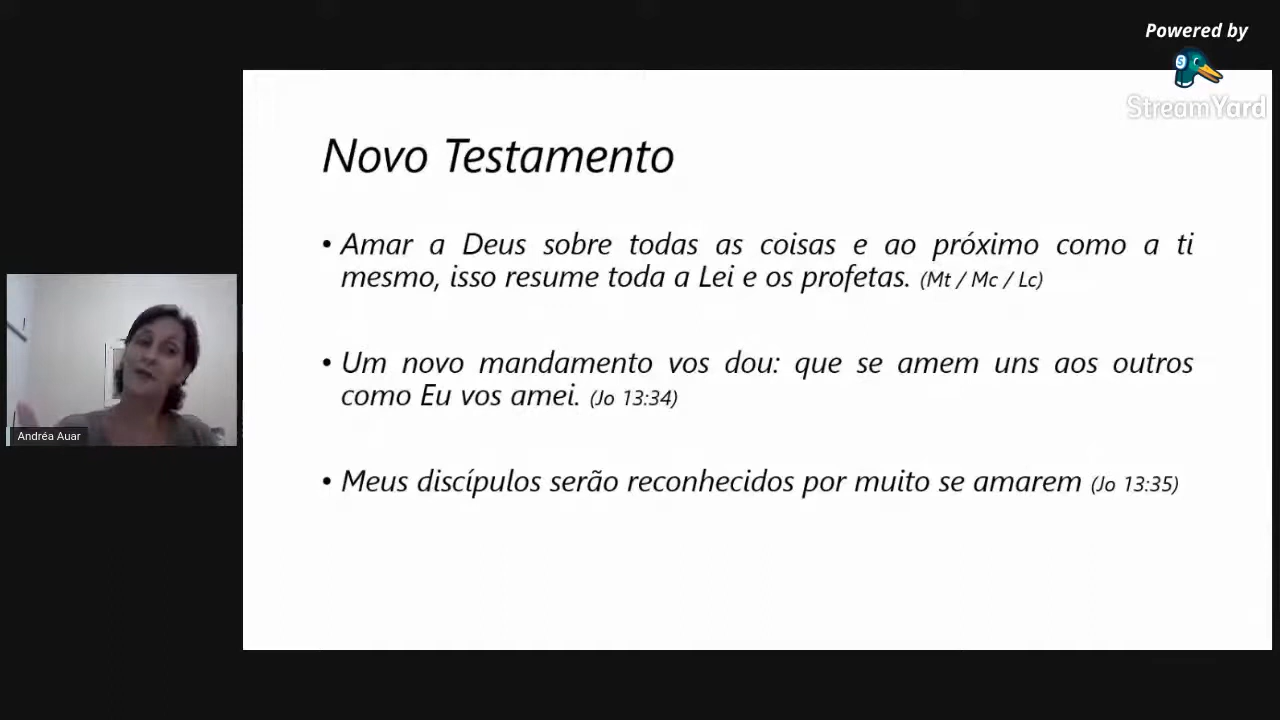 Powered by
StreamYard
Novo Testamento
• Amar a Deus sobre todas as coisas e ao próximo como a ti
mesmo, isso resume toda a Lei e os profetas. (Mt / Mc / Lc)
• Um novo mandamento vos dou: que se amem uns aos outros
como Eu vos amei. (Jo 13:34)
• Meus discípulos serão reconhecidos por muito se amarem (Jo 13:35)
Andréa Auar